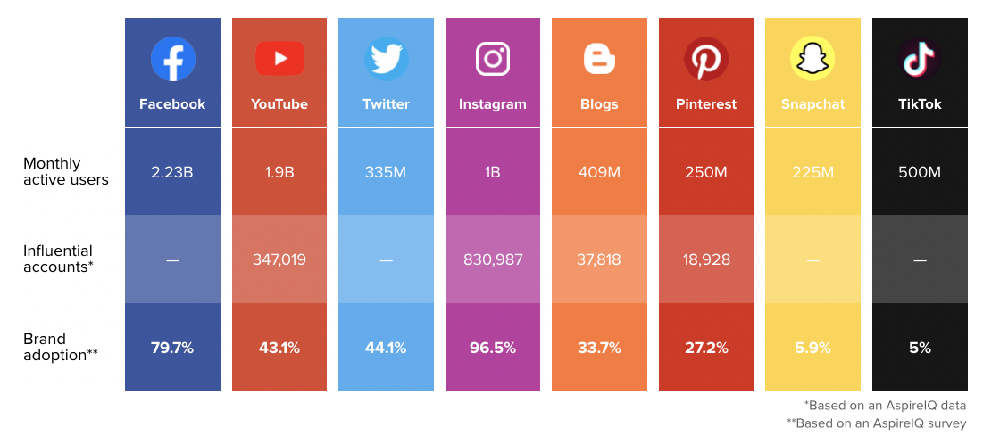 Facebook YouTube Twitter Instagram Blogs Pinterest Snapchat TikTok
Monthly
active users
2.23B 1.9B 335M 1B 409M 250M 225M 500M
Influential
accounts*
— 347,019 — 830,987 37,818 18,928 — —
Brand
adoption**
79.7% 43.1% 44.1% 96.5% 33.7% 27.2% 5.9% 5%
*Based on an AspireIQ data
**Based on an AspireIQ survey